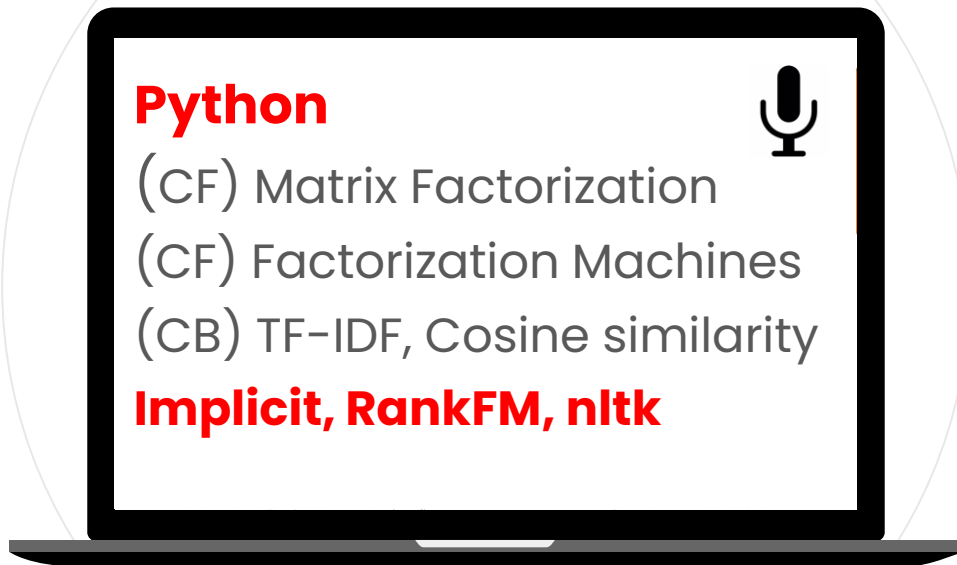 Python
(CF) Matrix Factorization
(CF) Factorization Machines
(CB) TF-IDF, Cosine similarity
Implicit, RankFM, nltk